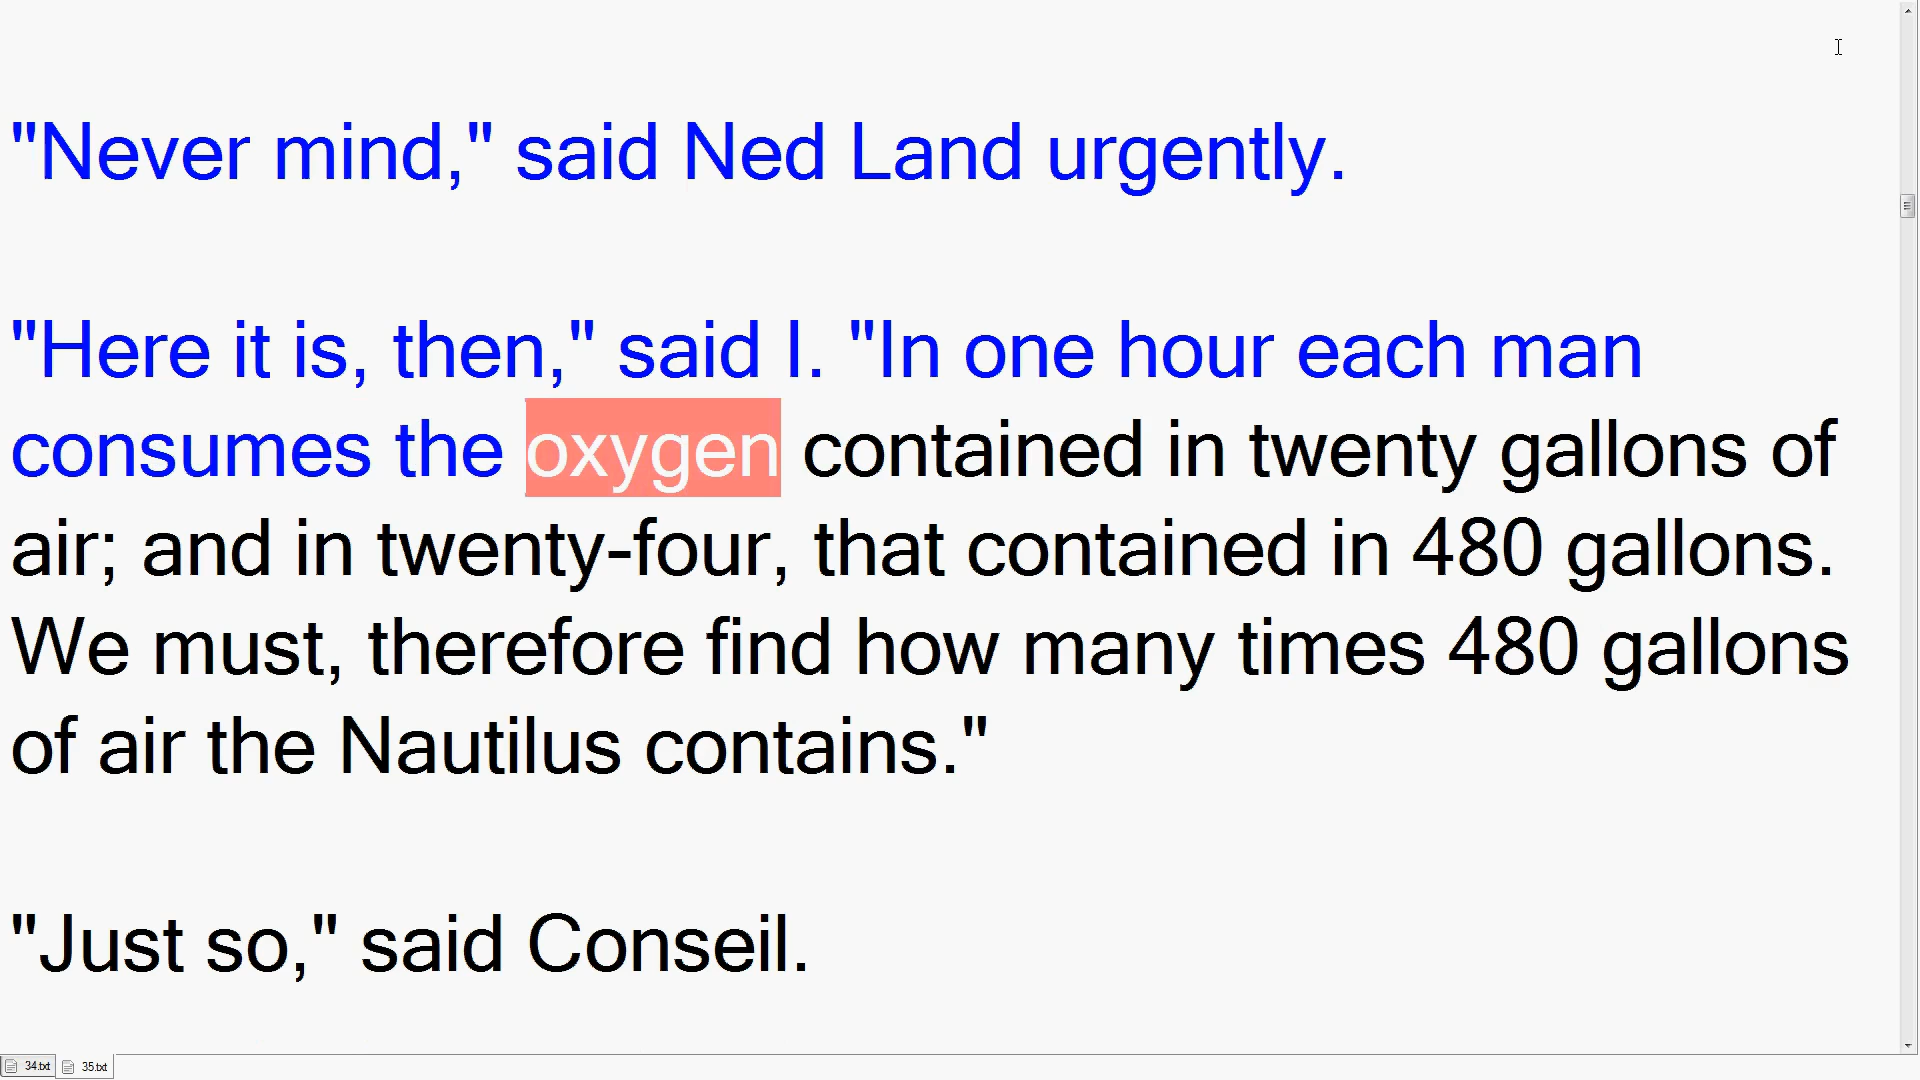 "Never mind," said Ned Land urgently.
"Here it is, then," said I. "In one hour each man
consumes the oxygen contained in twenty gallons of
air; and in twenty-four, that contained in 480 gallons.
We must, therefore find how many times 480 gallons
of air the Nautilus contains."
"Just so," said Conseil.
34.txt 35.txt